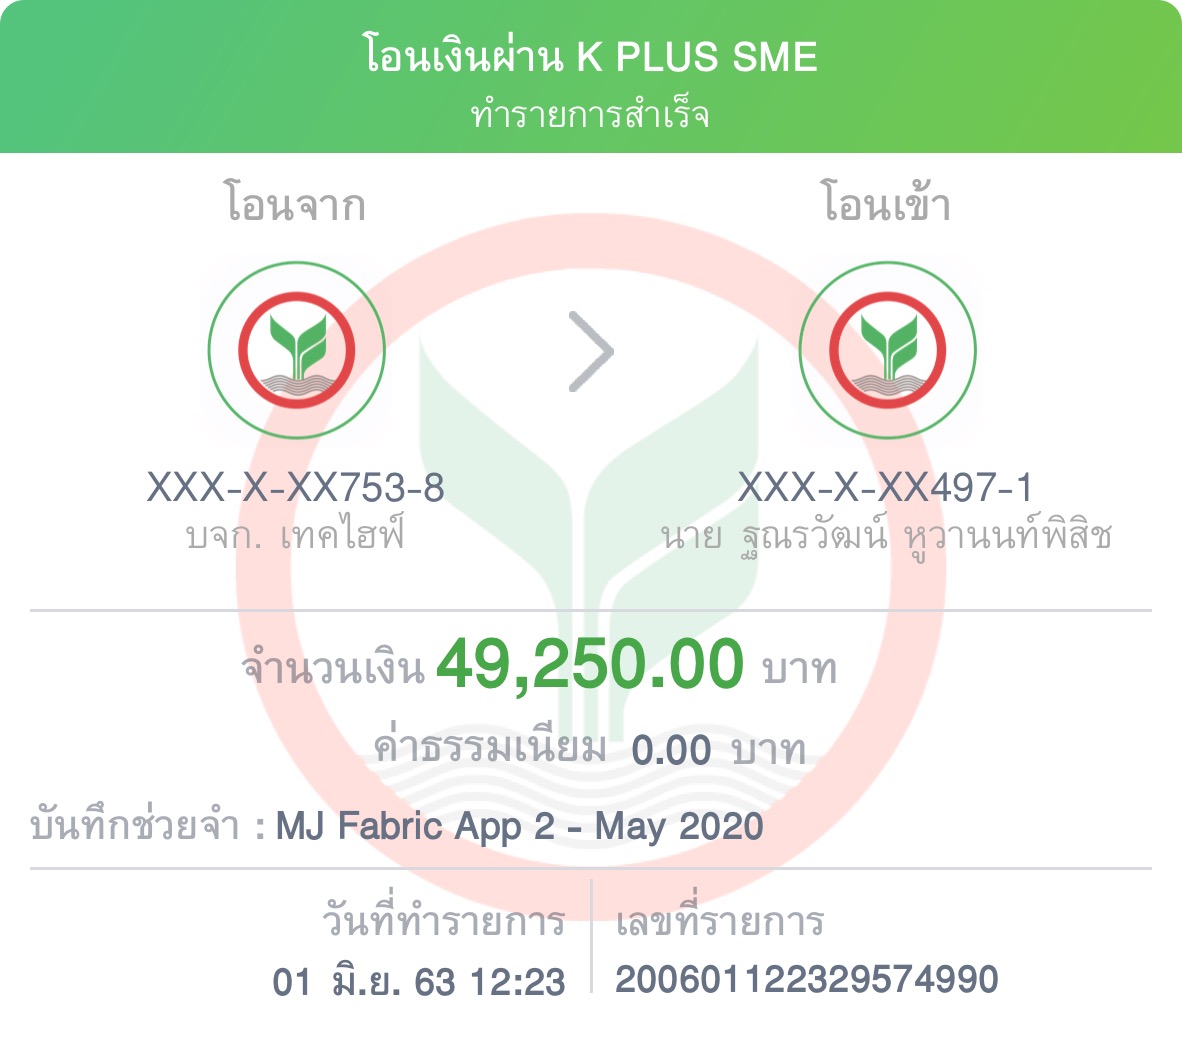 โอนเงินผ่าน K PLUS SME
ทำรายการสำเร็จ
โอนจาก
โอนเข้า
XXX-X-XX753-8
บจก. เทคไฮฟ์
XXX-X-XX497-1
นาย ฐณรวัฒน์ หูวานนท์พิสิช
จำนวนเงิน 49,250.00 บาท
ค่าธรรมเนียม 0.00 บาท
บันทึกช่วยจำ : MJ Fabric App 2 - May 2020
วันที่ทำรายการ
01 มิ.ย. 63 12:23
เลขที่รายการ
200601122329574990